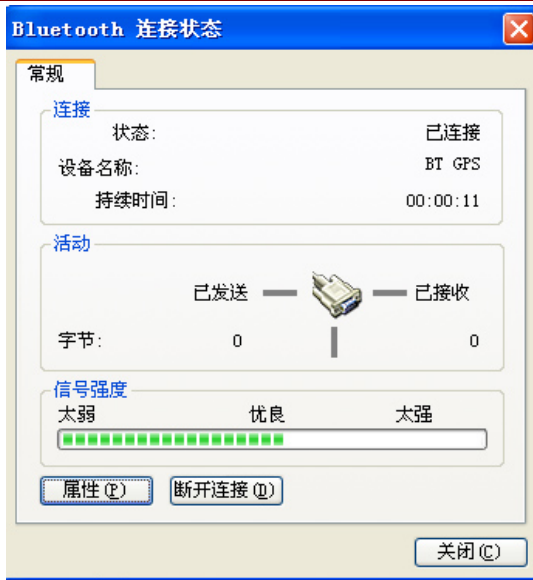 Bluetooth 连接状态
常规
连接
状态: 已连接
设备名称: BT GPS
持续时间: 00:00:11
活动
已发送 已接收
字节: 0 0
信号强度
太弱 忧良 太强
属性(P) 断开连接(D)
关闭(C)